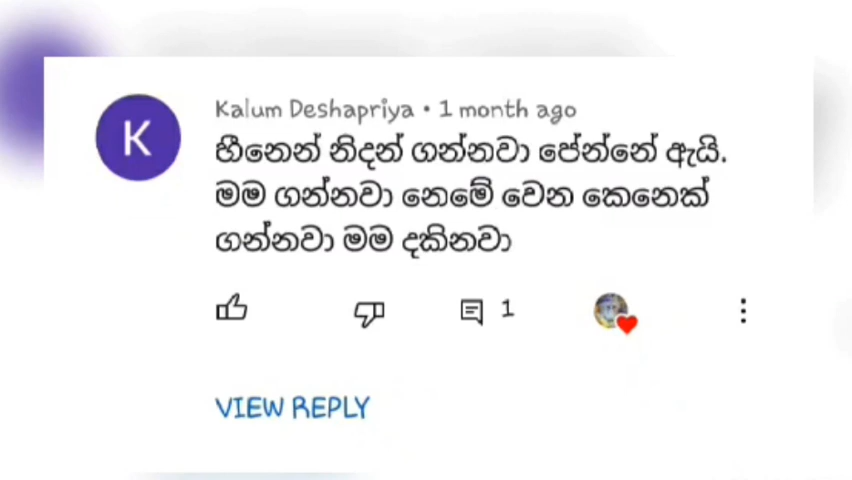 K
Kalum Deshapriya • 1 month ago
හීනෙන් නිදන් ගන්නවා පේන්නේ ඇයි.
මම ගන්නවා නෙමේ වෙන කෙනෙක්
ගන්නවා මම දකිනවා
1
VIEW REPLY